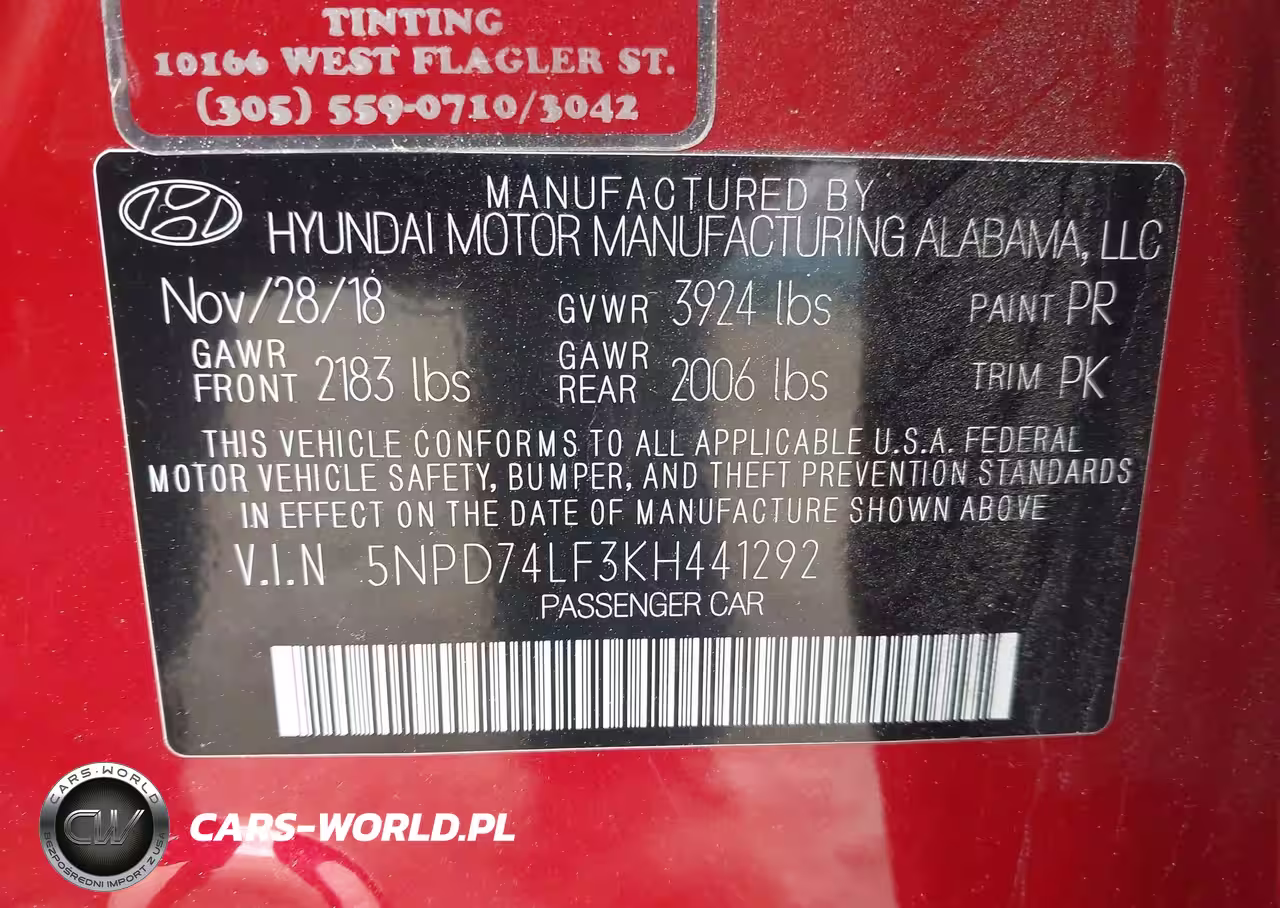 TINTING
10166 WEST FLAGLER ST.
(305) 559-0710/3042
MANUFACTURED BY
HYUNDAI MOTOR MANUFACTURING ALABAMA, LLC
Nov/28/18 GVWR 3924 lbs PAINT PR
GAWR FRONT 2183 lbs GAWR REAR 2006 lbs TRIM PK
THIS VEHICLE CONFORMS TO ALL APPLICABLE U.S.A. FEDERAL
MOTOR VEHICLE SAFETY, BUMPER, AND THEFT PREVENTION STANDARDS
IN EFFECT ON THE DATE OF MANUFACTURE SHOWN ABOVE
V.I.N 5NPD74LF3KH441292
PASSENGER CAR
CARS-WORLD
CW
BEZPOŚREDNI IMPORT Z USA
CARS-WORLD.PL